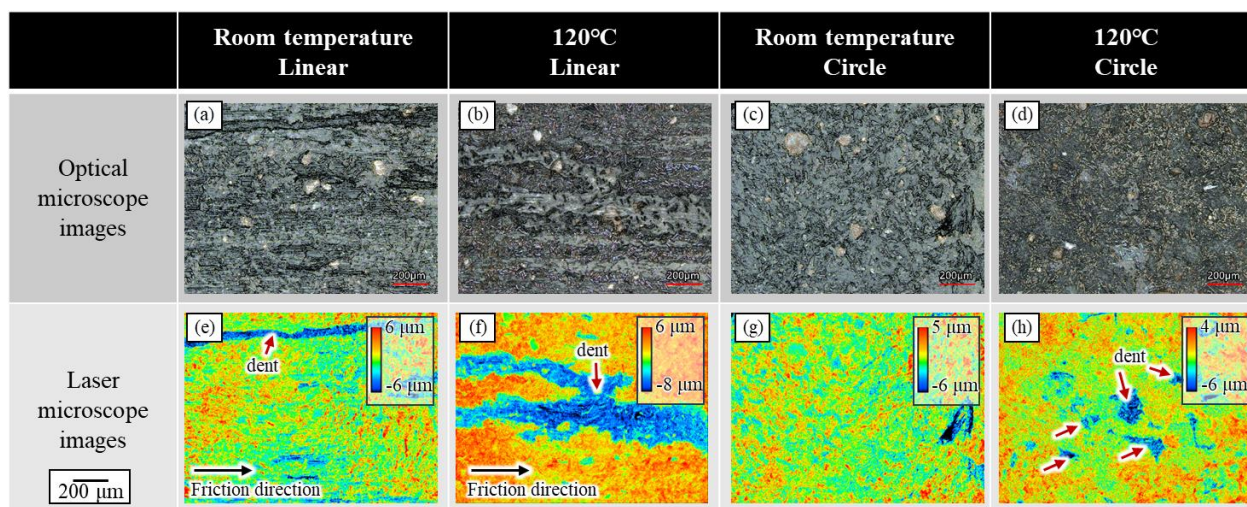 Room temperature
Linear
120℃
Linear
Room temperature
Circle
120℃
Circle
Optical
microscope
images
(a)
200μm
(b)
200μm
(c)
200μm
(d)
200μm
Laser
microscope
images
200 μm
(e)
6 μm
-6 μm
dent
Friction direction
(f)
6 μm
-8 μm
dent
Friction direction
(g)
5 μm
-6 μm
(h)
4 μm
-6 μm
dent